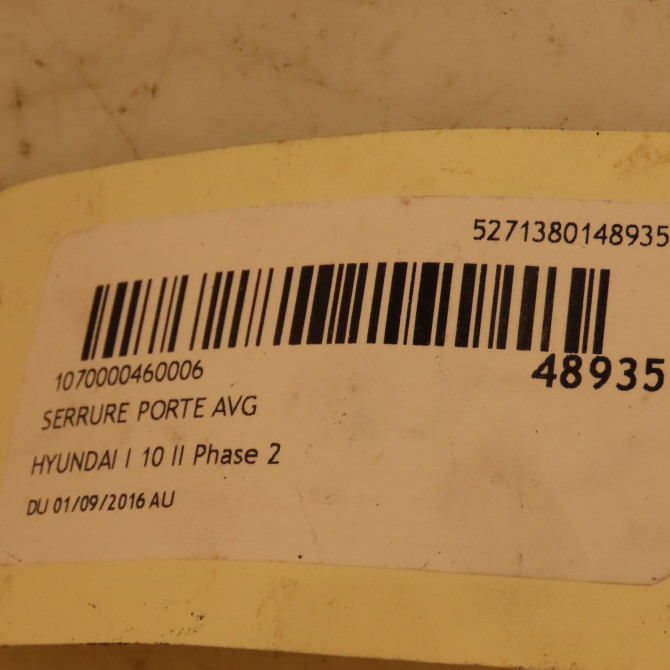 5271380148935
1070000460006
48935
SERRURE PORTE AVG
HYUNDAI I 10 II Phase 2
DU 01/09/2016 AU